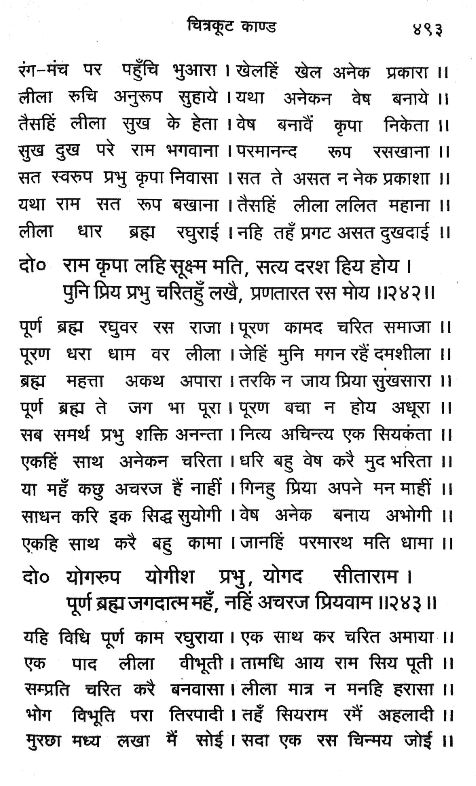 चित्रकूट काण्ड ४९३
रंग-मंच पर पहुँचि भुआरा । खेलहिं खेल अनेक प्रकारा ।।
लीला रुचि अनुरूप सुहाये । यथा अनेकन वेष बनाये ।।
तैसहिं लीला सुख के हेता । वेष बनावैं कृपा निकेता ।।
सुख दुख परे राम भगवाना । परमानन्द रूप रसखाना ।।
सत स्वरुप प्रभु कृपा निवासा । सत ते असत न नेक प्रकाशा ।।
यथा राम सत रूप बखाना । तैसहिं लीला ललित महाना ।।
लीला धार ब्रह्म रघुराई । नहि तहँ प्रगट असत दुखदाई ।।
दो० राम कृपा लहि सूक्ष्म मति, सत्य दरश हिय होय ।
पुनि प्रिय प्रभु चरितहुँ लखै, प्रणतारत रस मोय ।।२४२।।
पूर्ण ब्रह्म रघुवर रस राजा । पूरण कामद चरित समाजा ।।
पूरण धरा धाम वर लीला । जेहिं मुनि मगन रहैं दमशीला ।।
ब्रह्म महत्ता अकथ अपारा । तरकि न जाय प्रिया सुखसारा ।।
पूर्ण ब्रह्म ते जग भा पूरा । पूरण बचा न होय अधूरा ।।
सब समर्थ प्रभु शक्ति अनन्ता । नित्य अचिन्त्य एक सियकंता ।।
एकहिं साथ अनेकन चरिता । धरि बहु वेष करै मुद भरिता ।।
या महँ कछु अचरज हैं नाहीं । गिनहु प्रिया अपने मन माहीं ।।
साधन करि इक सिद्ध सुयोगी । वेष अनेक बनाय अभोगी ।।
एकहि साथ करै बहु कामा । जानहिं परमारथ मति धामा ।।
दो० योगरुप योगीश प्रभु, योगद सीताराम ।
पूर्ण ब्रह्म जगदात्म महँ, नहिं अचरज प्रियवाम ।।२४३।।
यहि विधि पूर्ण काम रघुराया । एक साथ कर चरित अमाया ।।
एक पाद लीला वीभूती । तामधि आय राम सिय पूती ।।
सम्प्रति चरित करै बनवासा । लीला मात्र न मनहि हरासा ।।
भोग विभूति परा तिरपादी । तहँ सियराम रमैं अहलादी ।।
मुरछा मध्य लखा मैं सोई । सदा एक रस चिन्मय जोई ।।